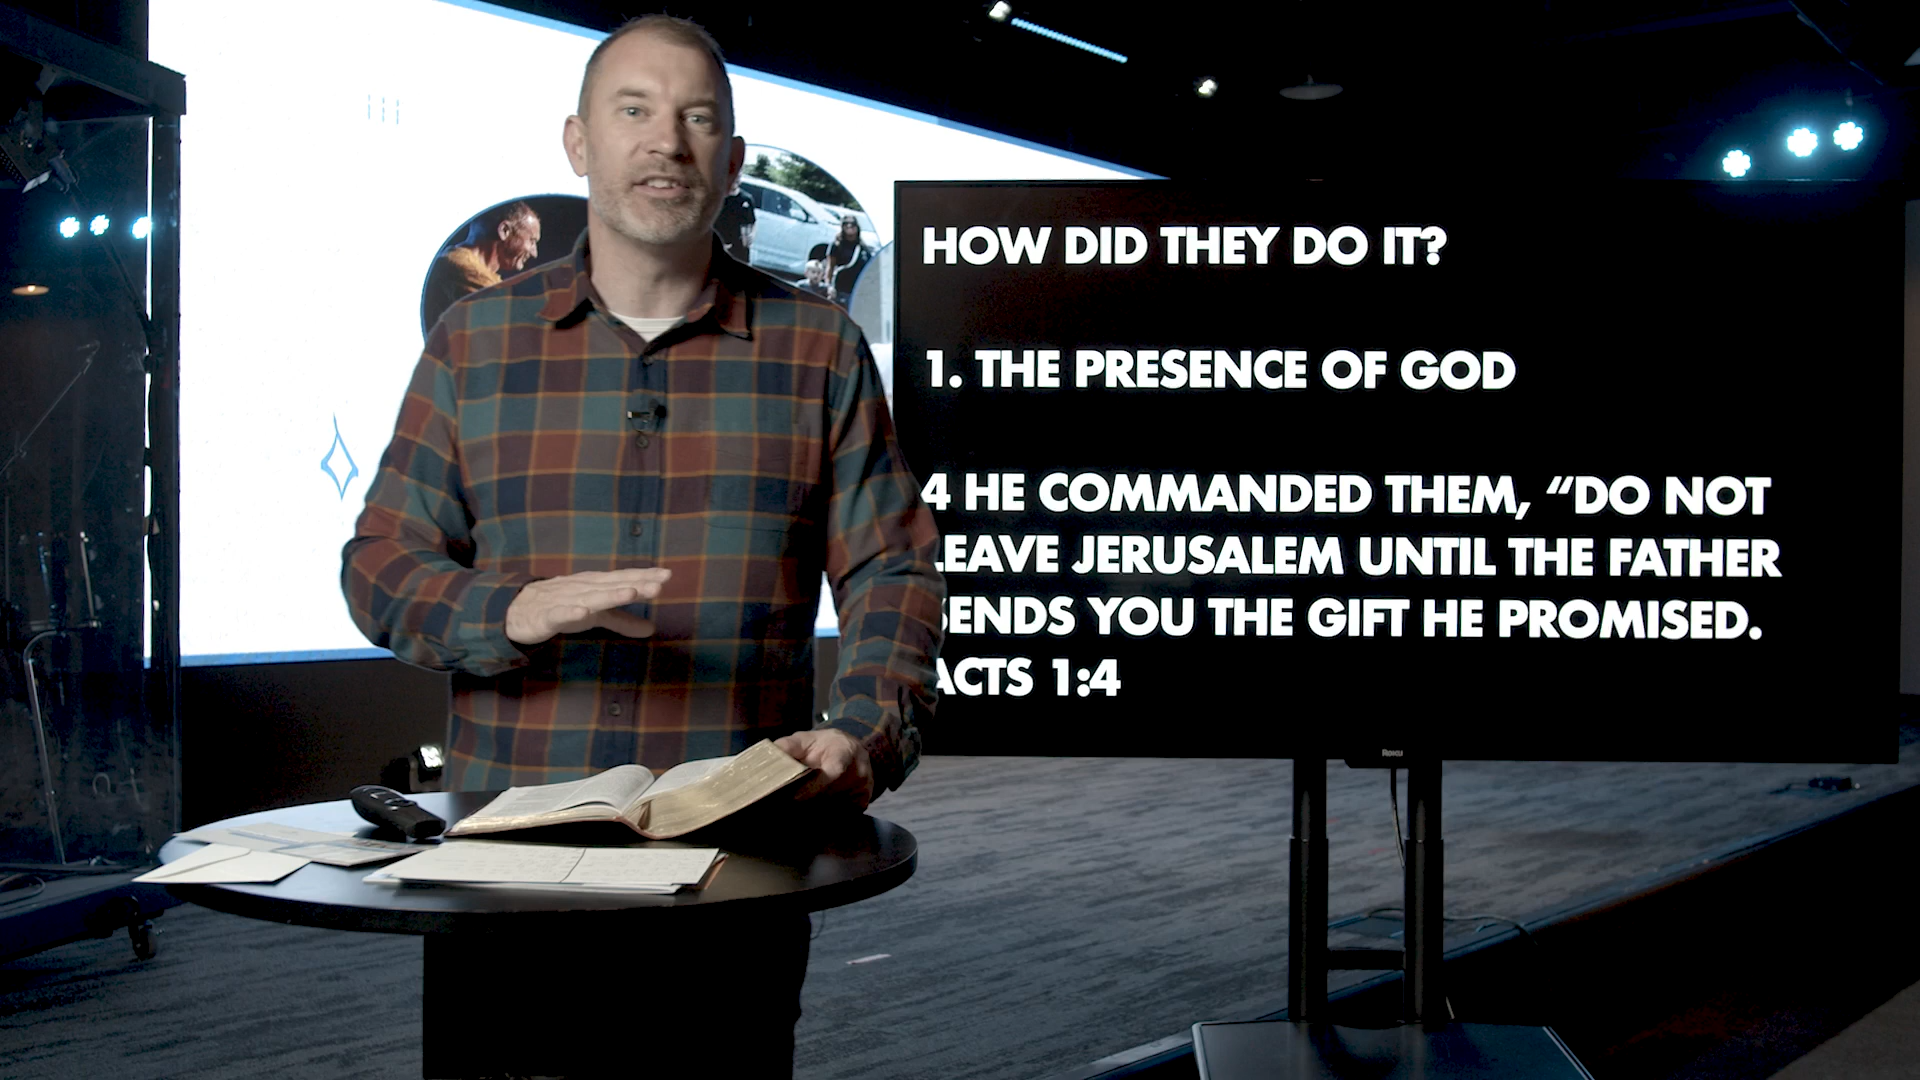 HOW DID THEY DO IT?
1. THE PRESENCE OF GOD
4 HE COMMANDED THEM, “DO NOT
LEAVE JERUSALEM UNTIL THE FATHER
SENDS YOU THE GIFT HE PROMISED.
ACTS 1:4
Roku